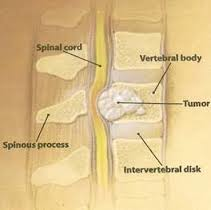 Spinal cord
Vertebral body
Tumor
Spinous process
Intervertebral disk